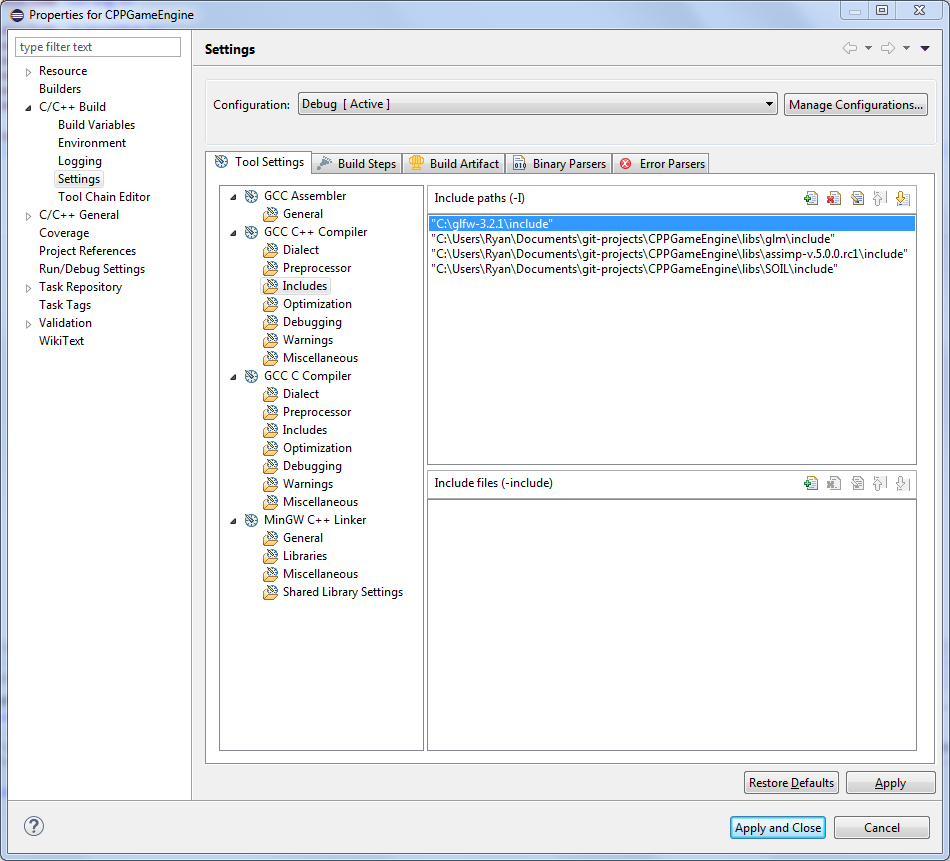 Properties for CPPGameEngine
type filter text
Resource
Builders
C/C++ Build
Build Variables
Environment
Logging
Settings
Tool Chain Editor
C/C++ General
Coverage
Project References
Run/Debug Settings
Task Repository
Task Tags
Validation
WikiText
Settings
Configuration: Debug [ Active ] Manage Configurations...
Tool Settings Build Steps Build Artifact Binary Parsers Error Parsers
GCC Assembler
General
GCC C++ Compiler
Dialect
Preprocessor
Includes
Optimization
Debugging
Warnings
Miscellaneous
GCC C Compiler
Dialect
Preprocessor
Includes
Optimization
Debugging
Warnings
Miscellaneous
MinGW C++ Linker
General
Libraries
Miscellaneous
Shared Library Settings
Include paths (-I)
"C:\glfw-3.2.1\include"
"C:\Users\Ryan\Documents\git-projects\CPPGameEngine\libs\glm\include"
"C:\Users\Ryan\Documents\git-projects\CPPGameEngine\libs\assimp-v.5.0.0.rc1\include"
"C:\Users\Ryan\Documents\git-projects\CPPGameEngine\libs\SOIL\include"
Include files (-include)
Restore Defaults Apply
? Apply and Close Cancel